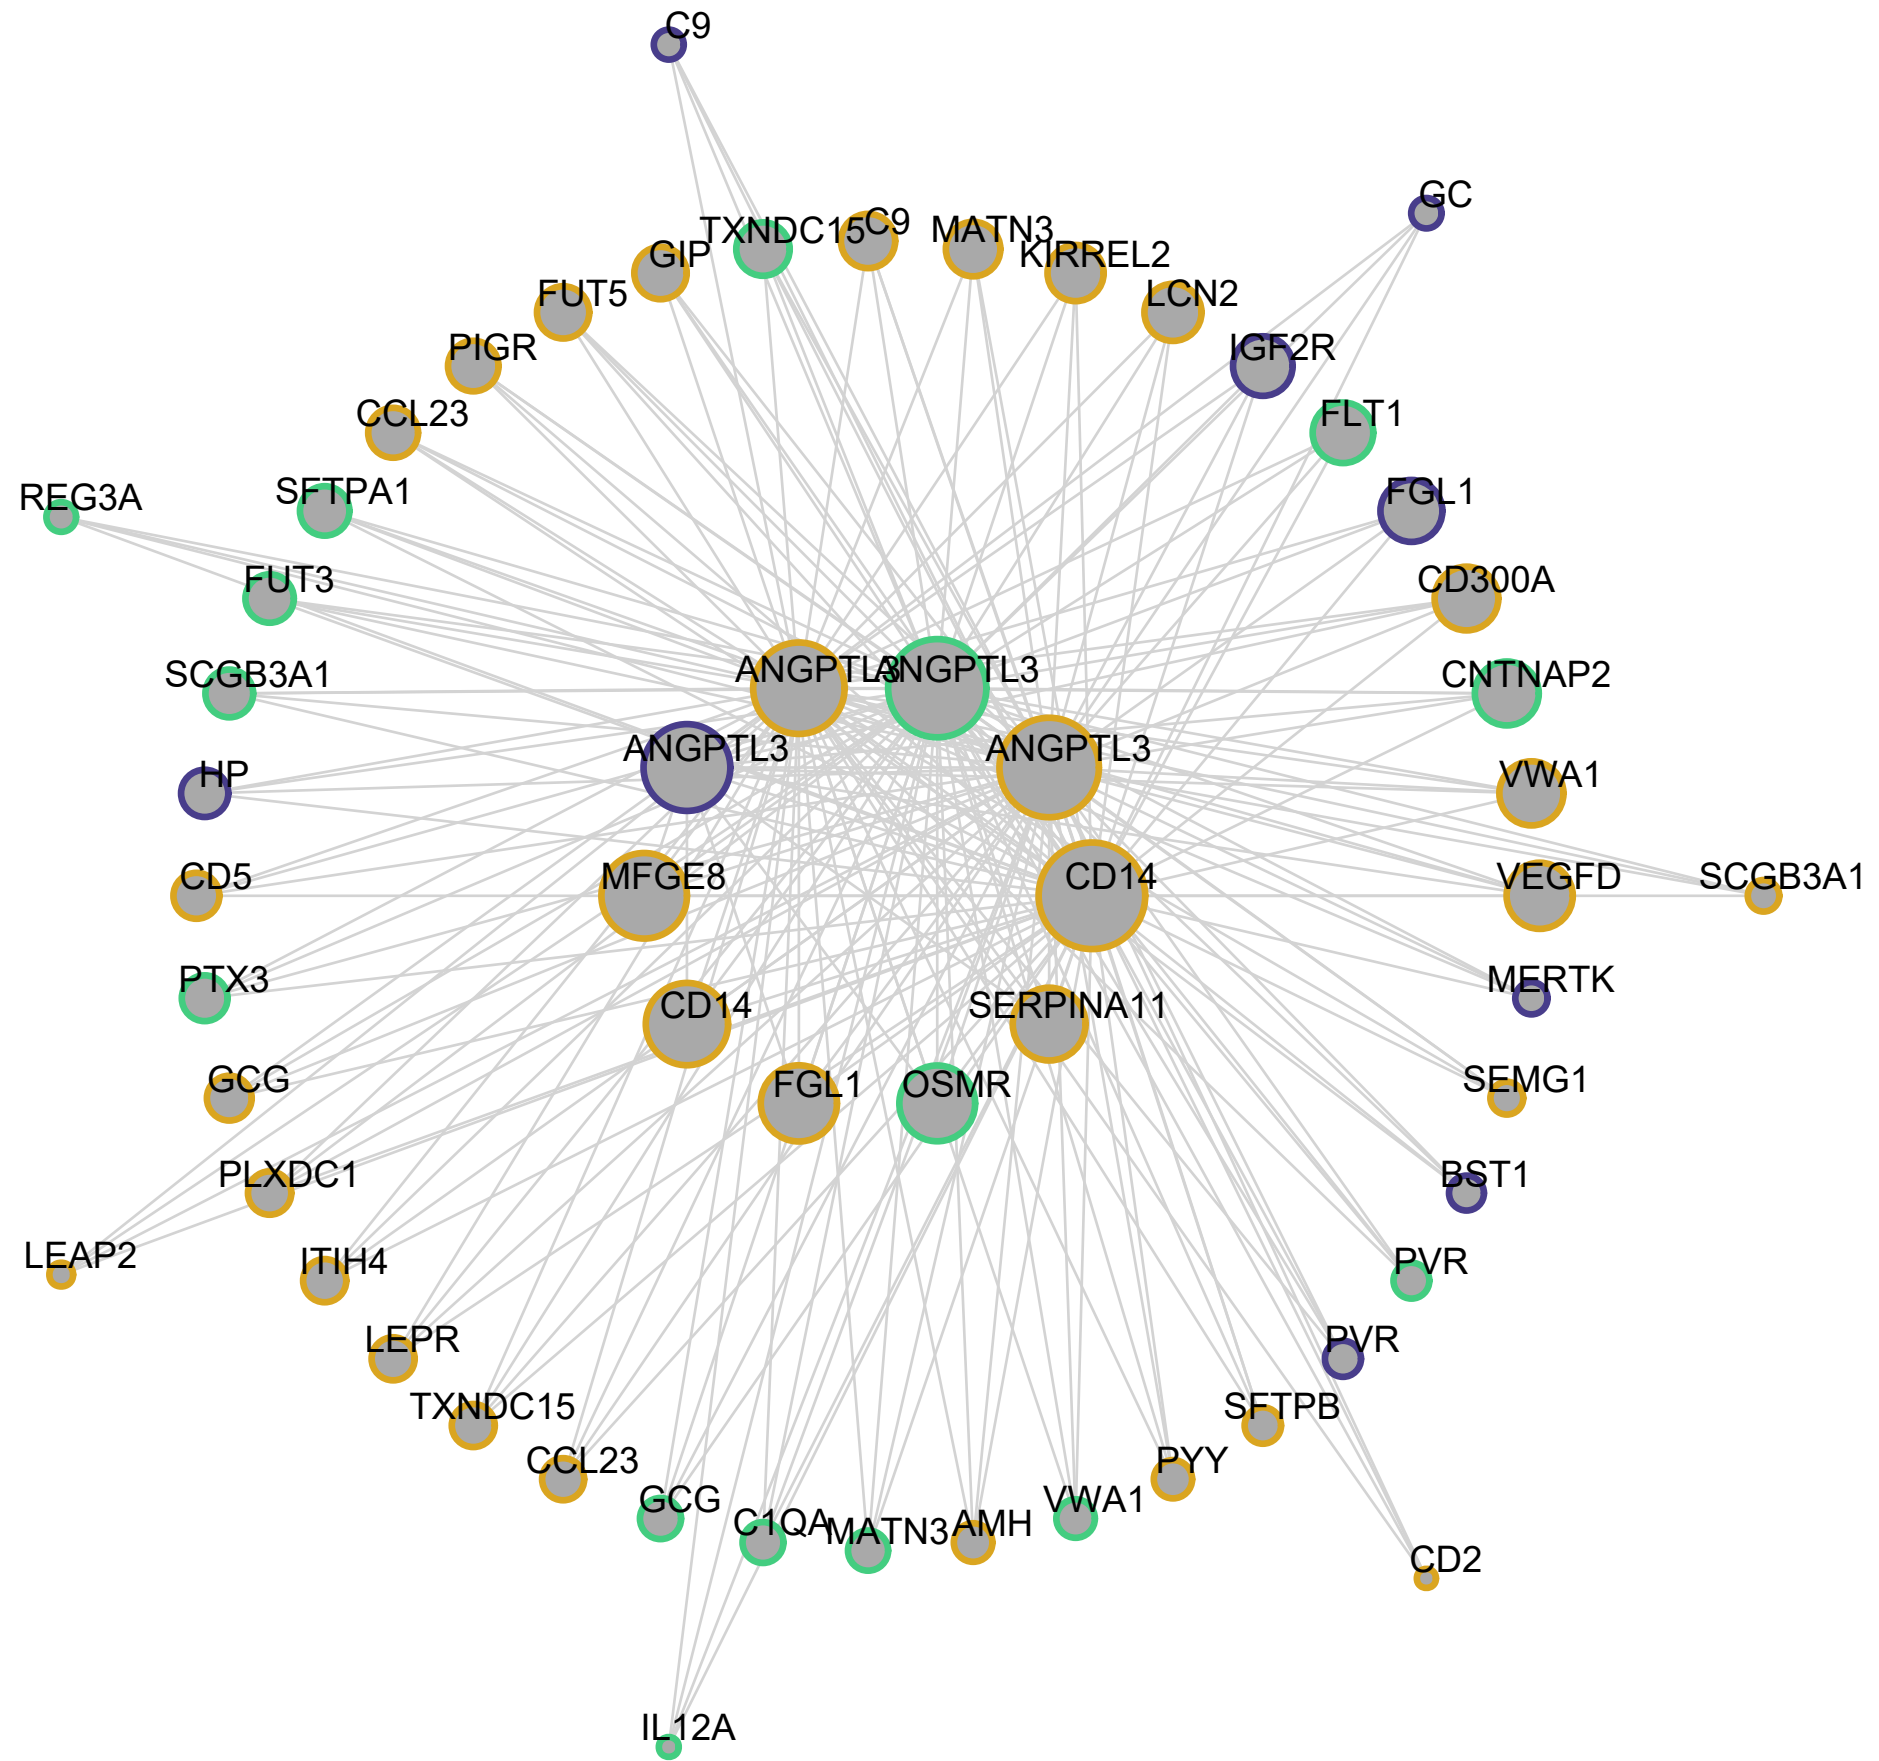 C9
GC
TXNDC15
C9
MATN3
GIP
KIRREL2
FUT5
LCN2
PIGR
IGF2R
CCL23
FLT1
REG3A
SFTPA1
FGL1
FUT3
CD300A
SCGB3A1
ANGPTL3
ANGPTL3
CNTNAP2
HP
ANGPTL3
ANGPTL3
VWA1
CD5
MFGE8
CD14
VEGFD
SCGB3A1
PTX3
CD14
SERPINA11
MERTK
GCG
FGL1
OSMR
SEMG1
PLXDC1
BST1
LEAP2
ITIH4
PVR
LEPR
PVR
TXNDC15
SFTPB
CCL23
PYY
GCG
VWA1
C1QA
MATN3
AMH
CD2
IL12A